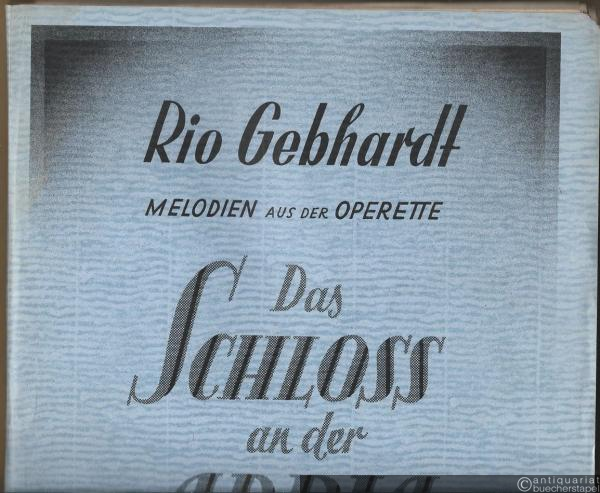 Rio Gebhardt
MELODIEN AUS DER OPERETTE
Das
SCHLOSS
an der
© antiquariat
buecherstapel